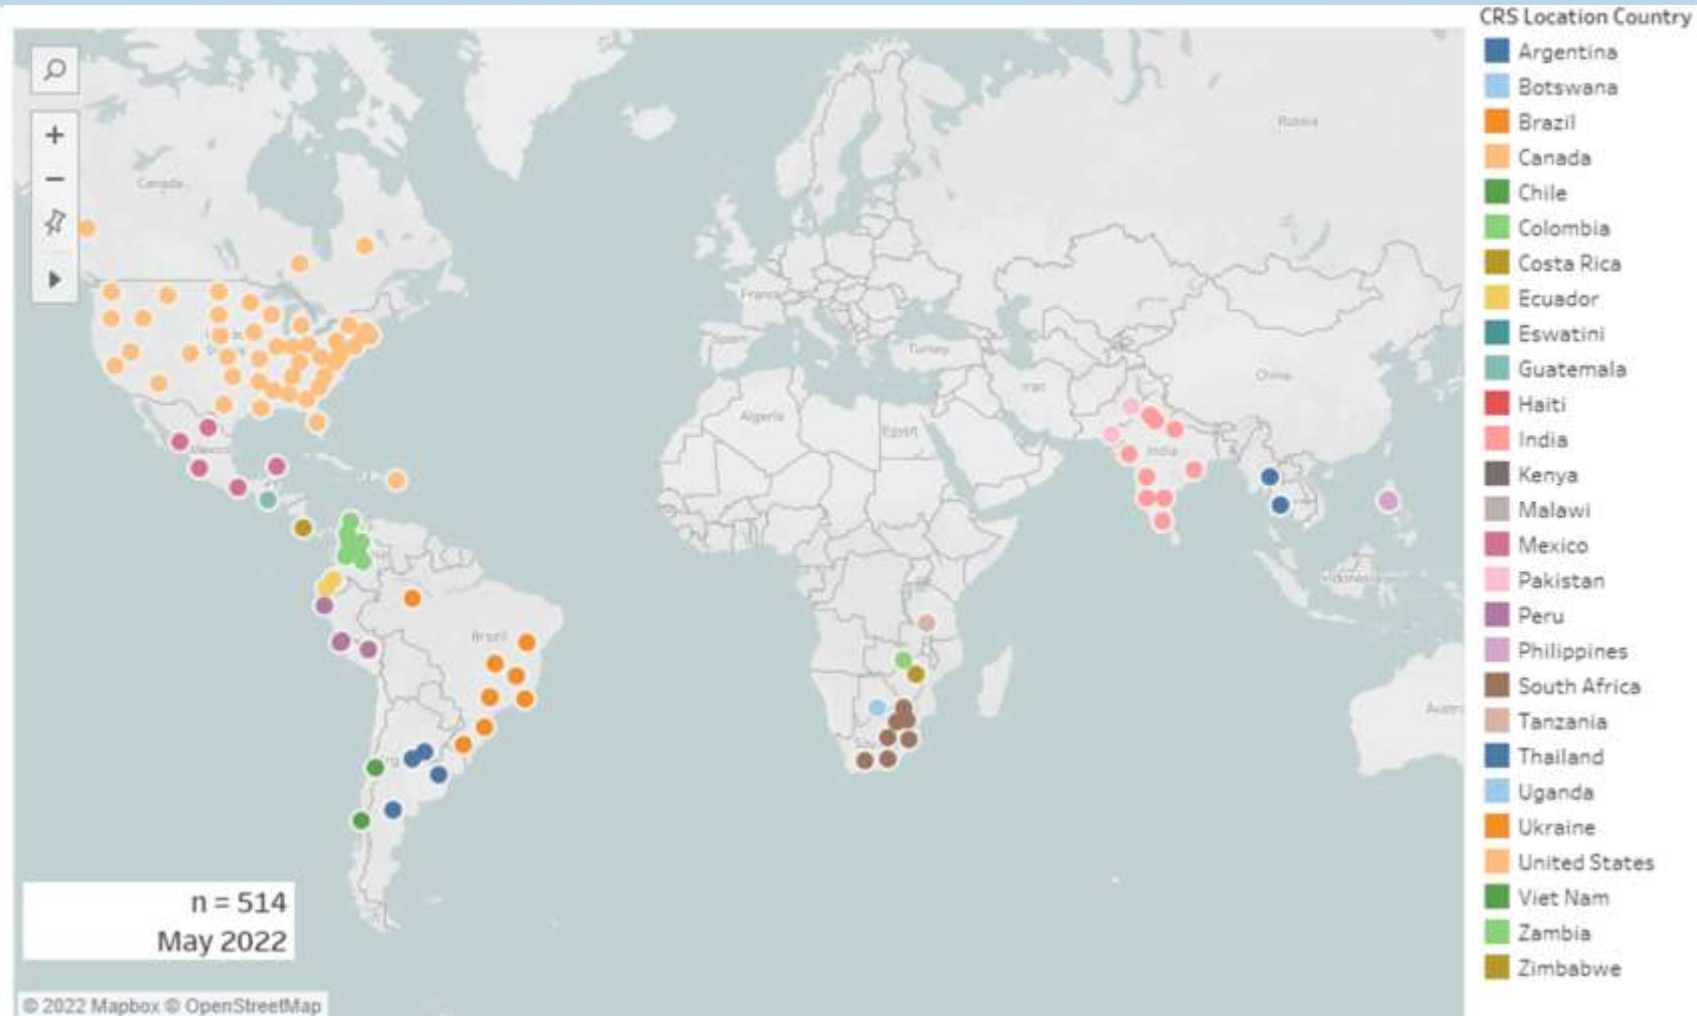 CRS Location Country
Argentina
Botswana
Brazil
Canada
Chile
Colombia
Costa Rica
Ecuador
Eswatini
Guatemala
Haiti
India
Kenya
Malawi
Mexico
Pakistan
Peru
Philippines
South Africa
Tanzania
Thailand
Uganda
Ukraine
United States
Viet Nam
Zambia
Zimbabwe
Russia
Canada
France
Spain
Turkey
China
Iran
Algeria
Egypt
India
Mexico
Indonesia
Brazil
n = 514
May 2022
© 2022 Mapbox © OpenStreetMap